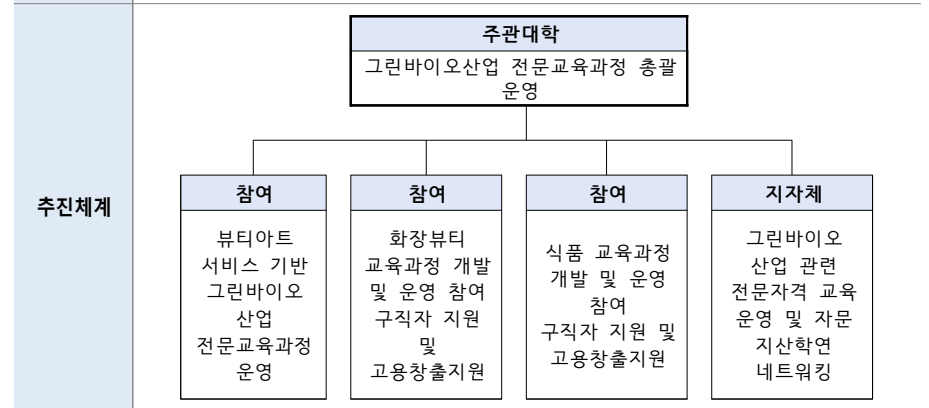 추진체계
주관대학
그린바이오산업 전문교육과정 총괄
운영
참여
뷰티아트
서비스 기반
그린바이오
산업
전문교육과정
운영
참여
화장뷰티
교육과정 개발
및 운영 참여
구직자 지원
및
고용창출지원
참여
식품 교육과정
개발 및 운영
참여
구직자 지원 및
고용창출지원
지자체
그린바이오
산업 관련
전문자격 교육
운영 및 자문
지산학연
네트워킹